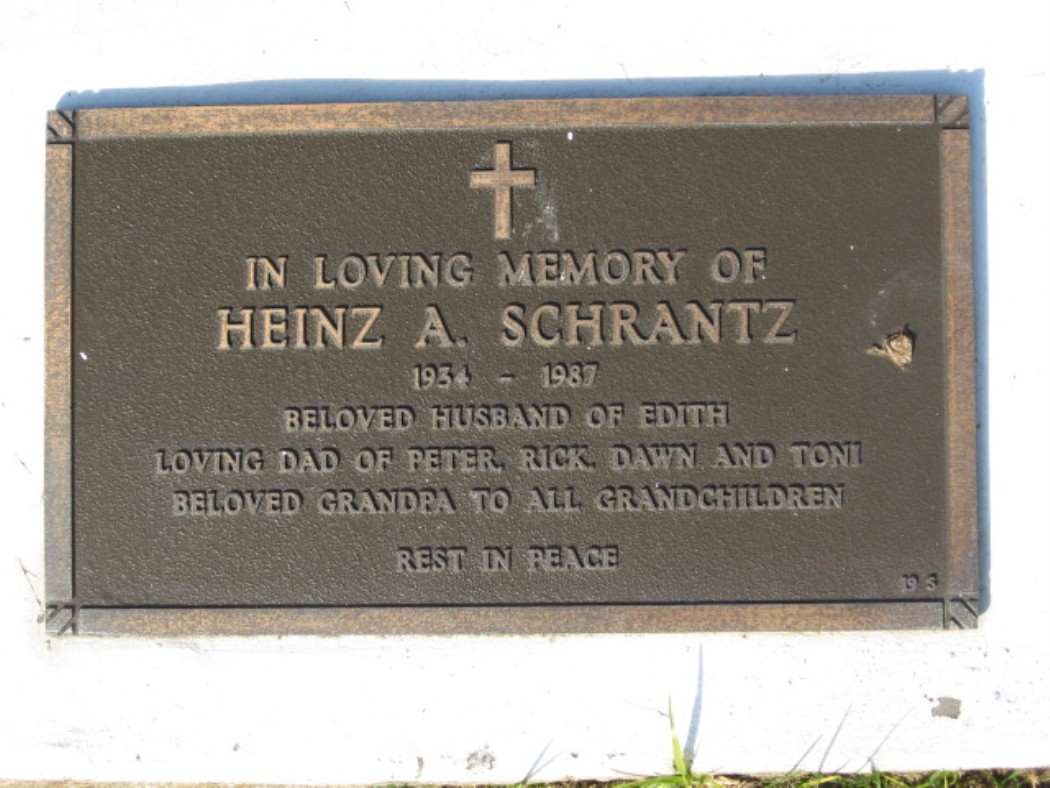 IN LOVING MEMORY OF
HEINZ A. SCHRANTZ
1934 - 1987
BELOVED HUSBAND OF EDITH
LOVING DAD OF PETER, RICK, DAWN AND TONI
BELOVED GRANDPA TO ALL GRANDCHILDREN
REST IN PEACE